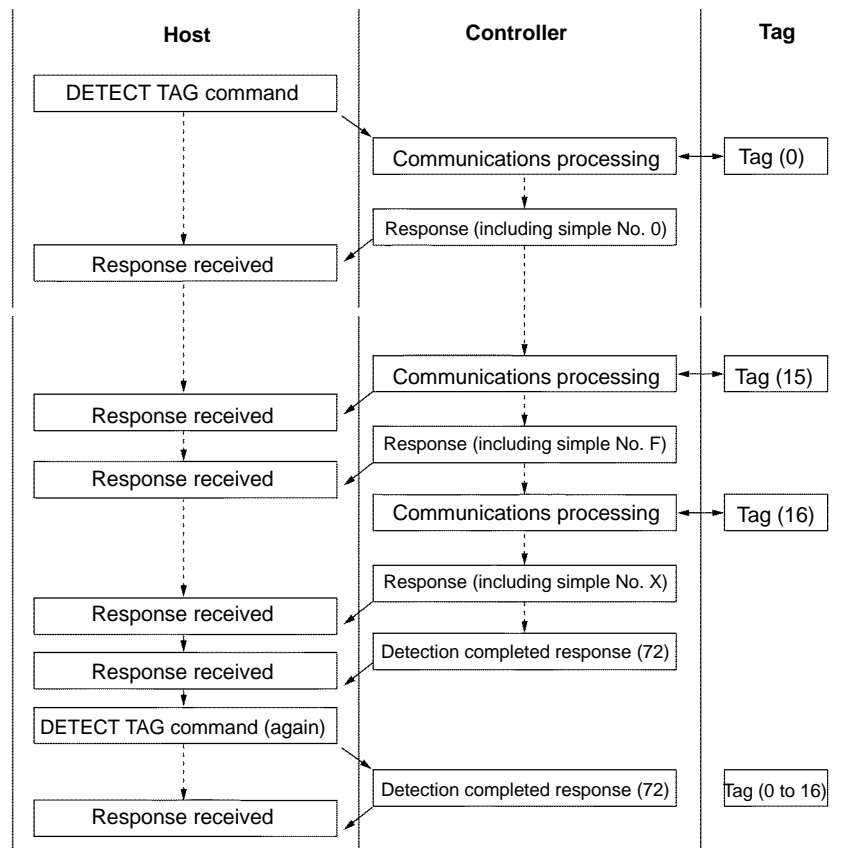 Host
Controller
Tag
DETECT TAG command
Communications processing
Tag (0)
Response (including simple No. 0)
Response received
Communications processing
Tag (15)
Response received
Response (including simple No. F)
Response received
Communications processing
Tag (16)
Response (including simple No. X)
Response received
Detection completed response (72)
Response received
DETECT TAG command (again)
Detection completed response (72)
Tag (0 to 16)
Response received